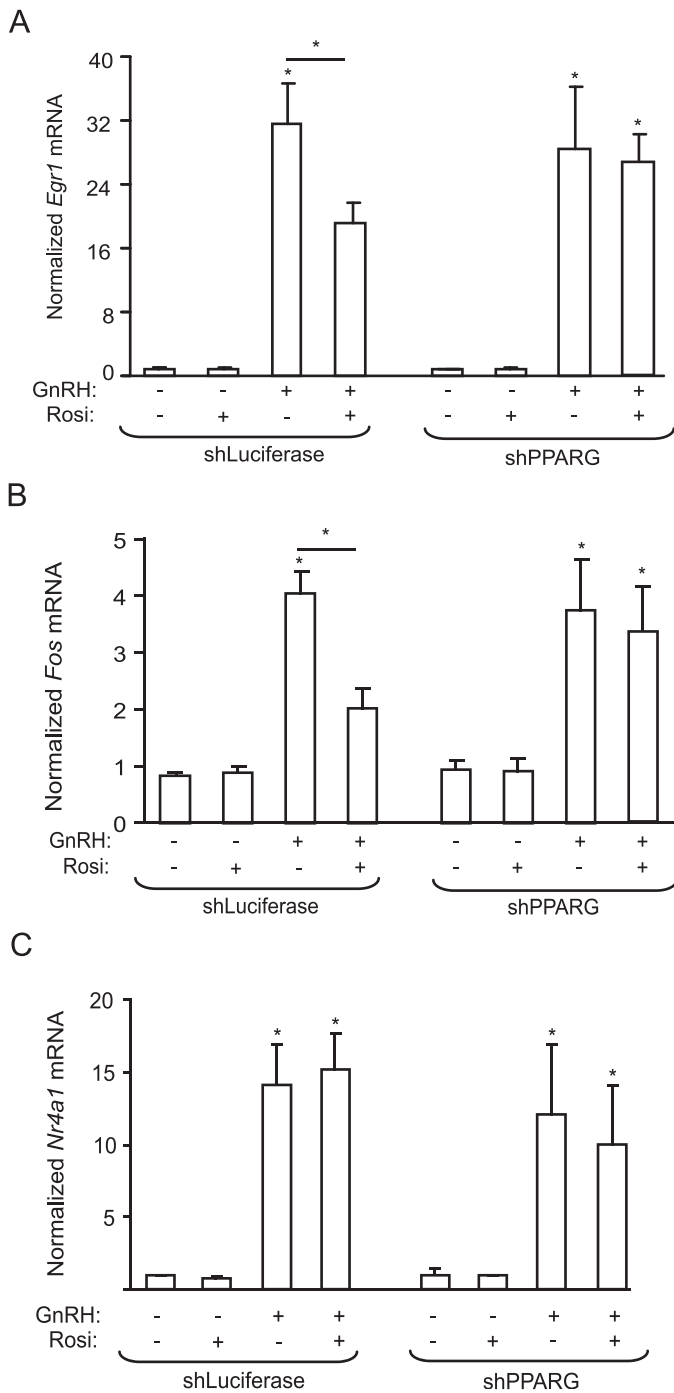 A
Normalized Egr1 mRNA
40
32
24
16
8
0
*
*
*
*
GnRH: - - + + - - + +
Rosi: - + - + - + - +
shLuciferase shPPARG
B
Normalized Fos mRNA
5
4
3
2
1
0
*
*
*
*
GnRH: - - + + - - + +
Rosi: - + - + - + - +
shLuciferase shPPARG
C
Normalized Nr4a1 mRNA
20
15
10
5
*
*
*
*
GnRH: - - + + - - + +
Rosi: - + - + - + - +
shLuciferase shPPARG